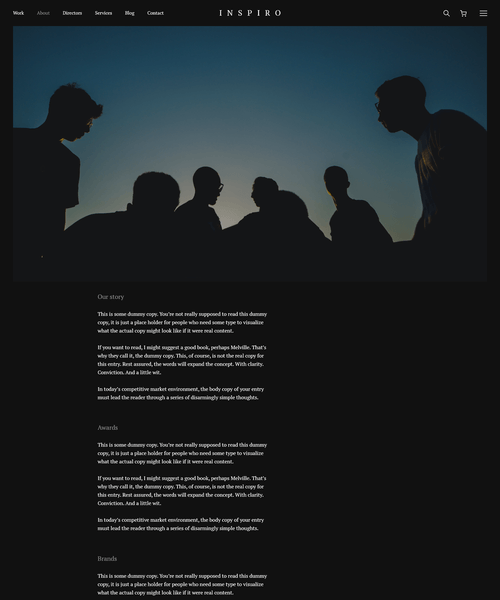 Work About Directors Services Blog Contact INSPIRO
Our story
This is some dummy copy. You're not really supposed to read this dummy
copy, it is just a place holder for people who need some type to visualize
what the actual copy might look like if it were real content.
If you want to read, I might suggest a good book, perhaps Melville. That's
why they call it, the dummy copy. This, of course, is not the real copy for
this entry. Rest assured, the words will expand the concept. With clarity.
Conviction. And a little wit.
In today's competitive market environment, the body copy of your entry
must lead the reader through a series of disarmingly simple thoughts.
Awards
This is some dummy copy. You're not really supposed to read this dummy
copy, it is just a place holder for people who need some type to visualize
what the actual copy might look like if it were real content.
If you want to read, I might suggest a good book, perhaps Melville. That's
why they call it, the dummy copy. This, of course, is not the real copy for
this entry. Rest assured, the words will expand the concept. With clarity.
Conviction. And a little wit.
In today's competitive market environment, the body copy of your entry
must lead the reader through a series of disarmingly simple thoughts.
Brands
This is some dummy copy. You're not really supposed to read this dummy
copy, it is just a place holder for people who need some type to visualize
what the actual copy might look like if it were real content.